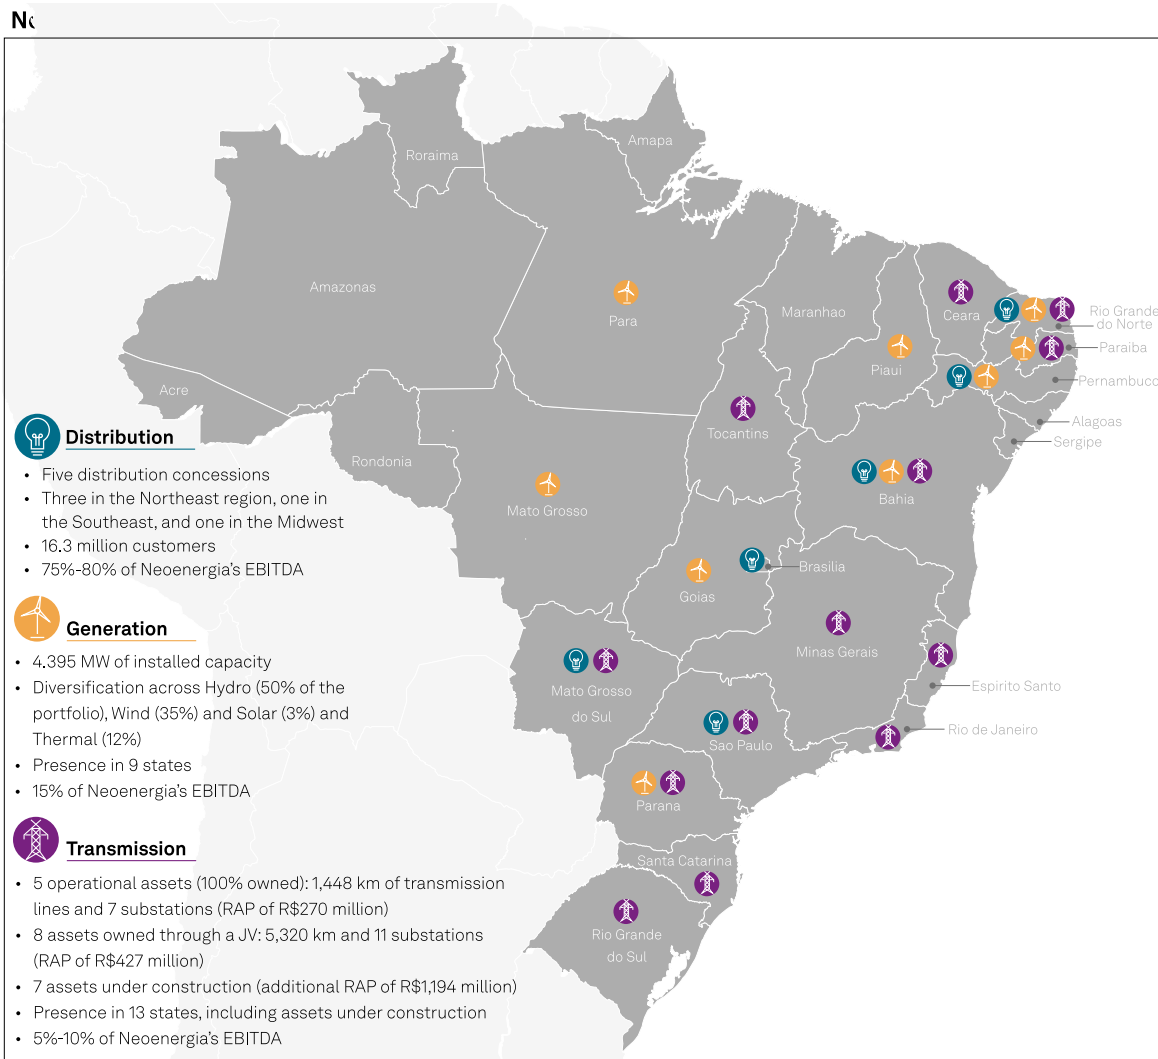 Amapa
Roraima
Amazonas
Para
Maranhao
Ceara
Rio Grande
do Norte
Paraiba
Piaui
Pernambuco
Acre
Tocantins
Alagoas
Sergipe
Rondonia
Mato Grosso
Bahia
Brasilia
Goias
Minas Gerais
Mato Grosso
do Sul
Espirito Santo
Sao Paulo
Rio de Janeiro
Parana
Santa Catarina
Rio Grande
do Sul
Distribution
• Five distribution concessions
• Three in the Northeast region, one in
the Southeast, and one in the Midwest
• 16.3 million customers
• 75%-80% of Neoenergia's EBITDA
Generation
• 4.395 MW of installed capacity
• Diversification across Hydro (50% of the
portfolio), Wind (35%) and Solar (3%) and
Thermal (12%)
• Presence in 9 states
• 15% of Neoenergia's EBITDA
Transmission
• 5 operational assets (100% owned): 1,448 km of transmission
lines and 7 substations (RAP of R$270 million)
• 8 assets owned through a JV: 5,320 km and 11 substations
(RAP of R$427 million)
• 7 assets under construction (additional RAP of R$1,194 million)
• Presence in 13 states, including assets under construction
• 5%-10% of Neoenergia's EBITDA